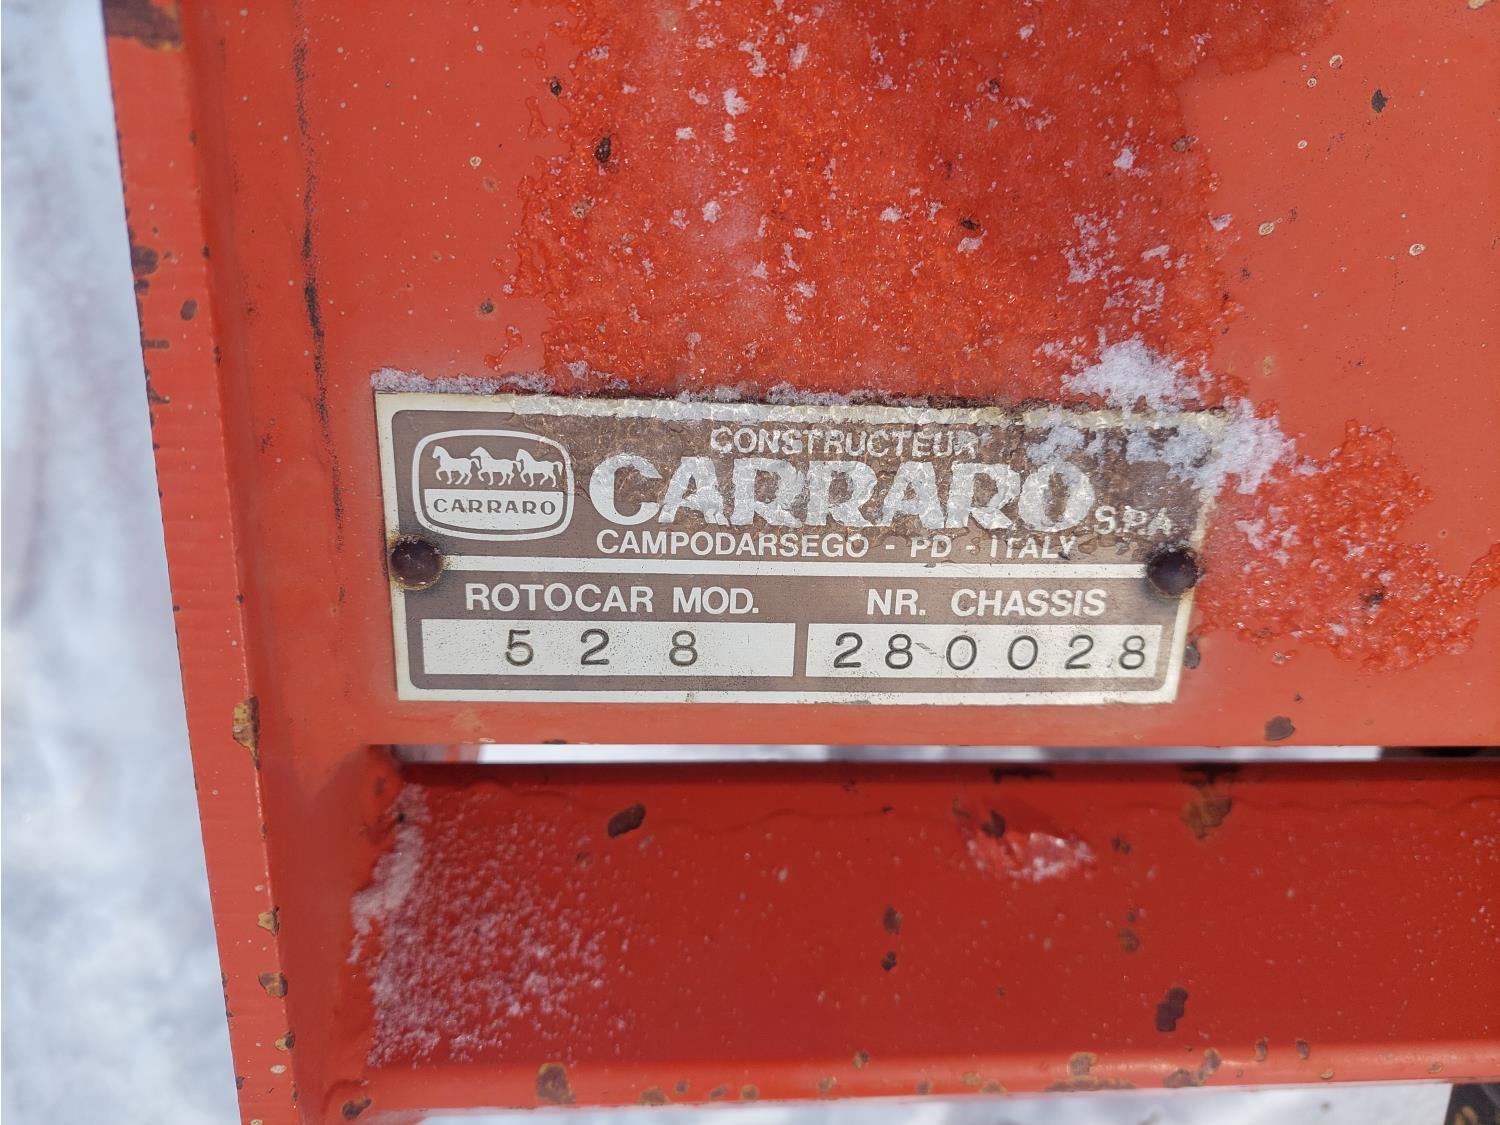 CONSTRUCTEUR
CARRARO
CARRARO S.P.A.
CAMPODARSEGO - PD - ITALY
ROTOCAR MOD. NR. CHASSIS
528 280028